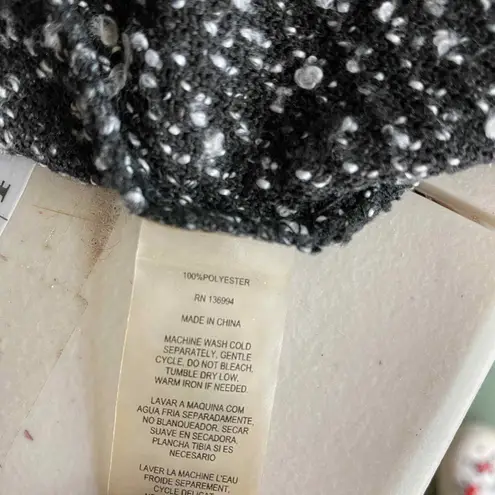 100%POLYESTER
RN 136994
MADE IN CHINA
MACHINE WASH COLD
SEPARATELY, GENTLE
CYCLE, DO NOT BLEACH,
TUMBLE DRY LOW,
WARM IRON IF NEEDED.
LAVAR A MAQUINA COM
AGUA FRIA SEPARADAMENTE,
NO BLANQUEADOR. SECAR
SUAVE EN SECADORA
PLANCHA TIBIA SI ES
NECESARIO
LAVER LA MACHINE L'EAU
FROIDE SEPAREMENT,
CYCLE DELICAT,